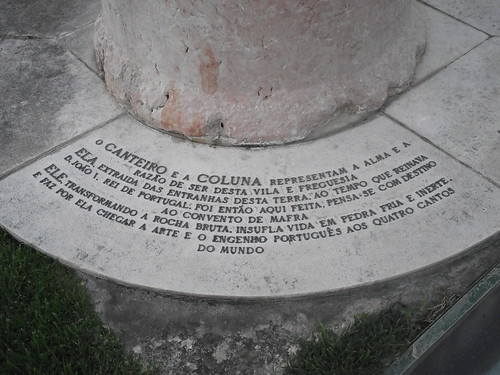 O CANTEIRO E A COLUNA REPRESENTAM A ALMA E A
RAZÃO DE SER DESTA VILA E FREGUESIA
ELA, EXTRAIDA DAS ENTRANHAS DESTA TERRA, AO TEMPO QUE REINAVA
D. JOÃO I, REI DE PORTUGAL, FOI ENTÃO AQUI FEITA, PENSA-SE COM DESTINO
AO CONVENTO DE MAFRA
ELE, TRANSFORMANDO A ROCHA BRUTA, INSUFLA VIDA EM PEDRA FRIA E INERTE,
E FAZ POR ELA CHEGAR A ARTE E O ENGENHO PORTUGUÊS AOS QUATRO CANTOS
DO MUNDO